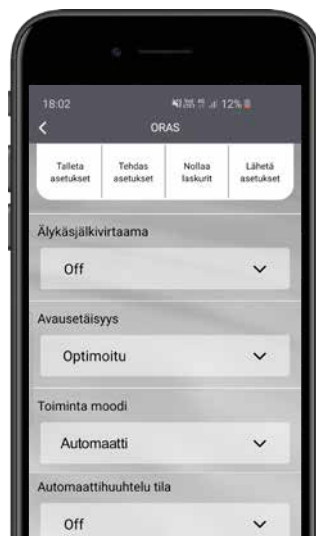 18:02 12%
ORAS
Talleta Tehdas Nollaa Lähetä
asetukset asetukset laskurit asetukset
Älykäsjälkivirtaama
Off
Avausetäisyys
Optimoitu
Toiminta moodi
Automaatti
Automaattihuuhtelu tila
Off